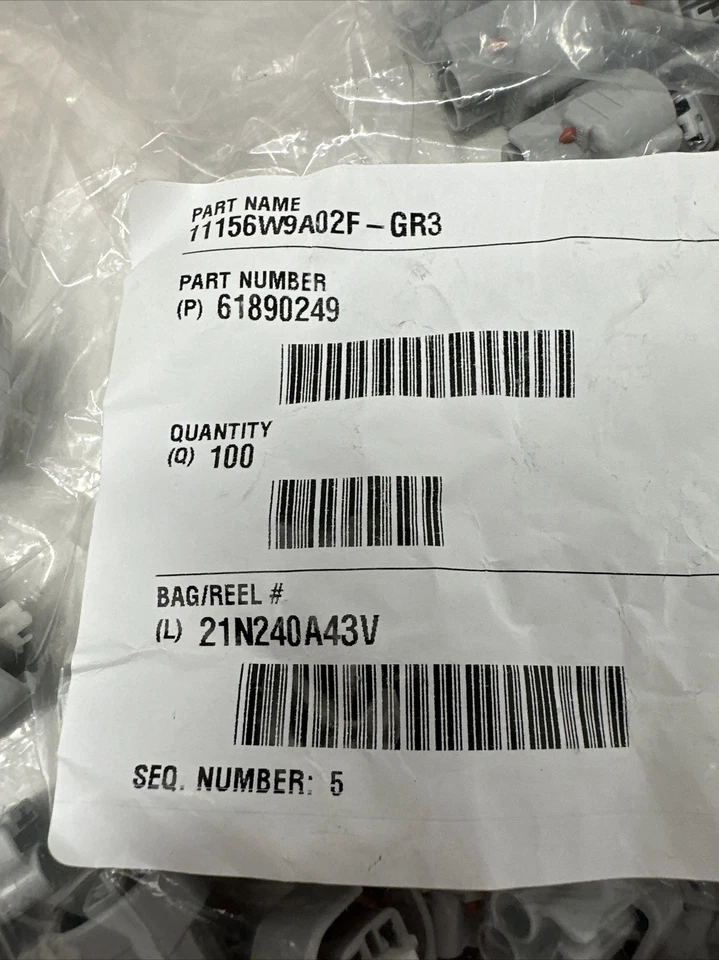 PART NAME
11156W9A02F-GR3
PART NUMBER
(P) 61890249
QUANTITY
(Q) 100
BAG/REEL #
(L) 21N240A43V
SEQ. NUMBER: 5